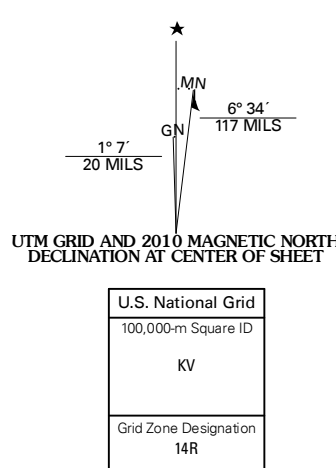 MN
GN
6° 34´
117 MILS
1° 7´
20 MILS
UTM GRID AND 2010 MAGNETIC NORTH
DECLINATION AT CENTER OF SHEET
U.S. National Grid
100,000-m Square ID
KV
Grid Zone Designation
14R